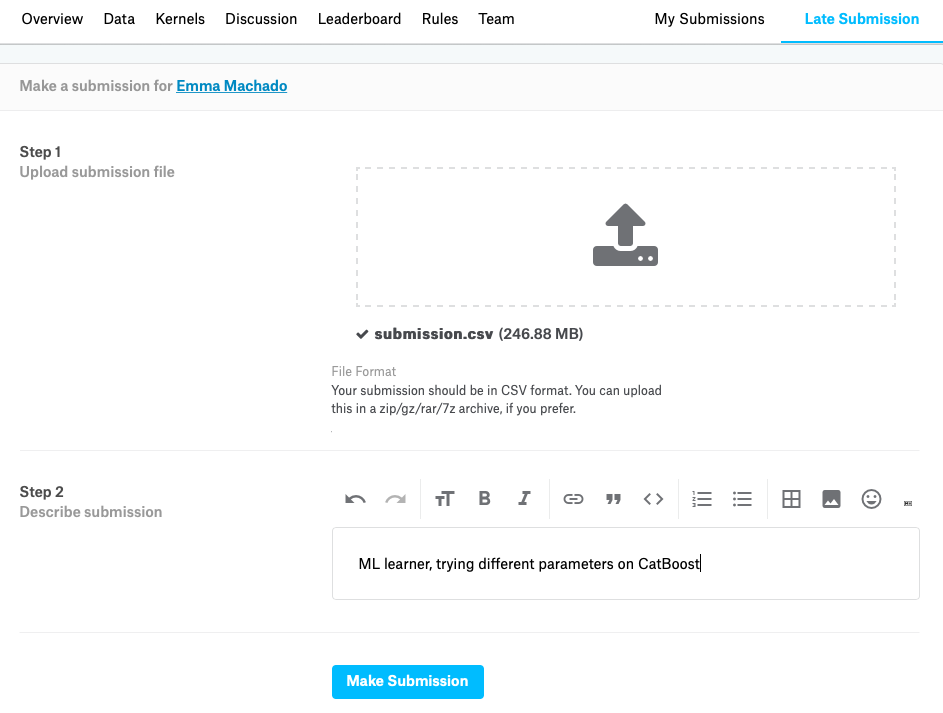 Overview Data Kernels Discussion Leaderboard Rules Team My Submissions Late Submission
Make a submission for Emma Machado
Step 1
Upload submission file
submission.csv (246.88 MB)
File Format
Your submission should be in CSV format. You can upload
this in a zip/gz/rar/7z archive, if you prefer.
Step 2
Describe submission
ML learner, trying different parameters on CatBoost
Make Submission